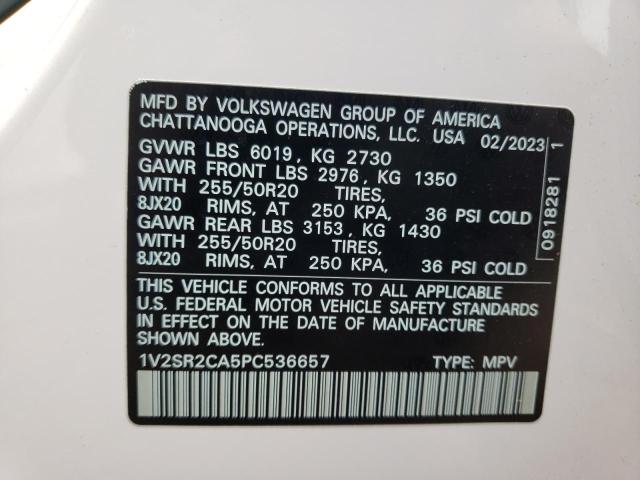 MFD BY VOLKSWAGEN GROUP OF AMERICA
CHATTANOOGA OPERATIONS, LLC. USA 02/2023
GVWR LBS 6019, KG 2730
GAWR FRONT LBS 2976, KG 1350
WITH 255/50R20 TIRES,
8JX20 RIMS, AT 250 KPA, 36 PSI COLD
GAWR REAR LBS 3153, KG 1430
WITH 255/50R20 TIRES,
8JX20 RIMS, AT 250 KPA, 36 PSI COLD
THIS VEHICLE CONFORMS TO ALL APPLICABLE
U.S. FEDERAL MOTOR VEHICLE SAFETY STANDARDS
IN EFFECT ON THE DATE OF MANUFACTURE
SHOWN ABOVE.
1V2SR2CA5PC536657 TYPE: MPV
0918281 1